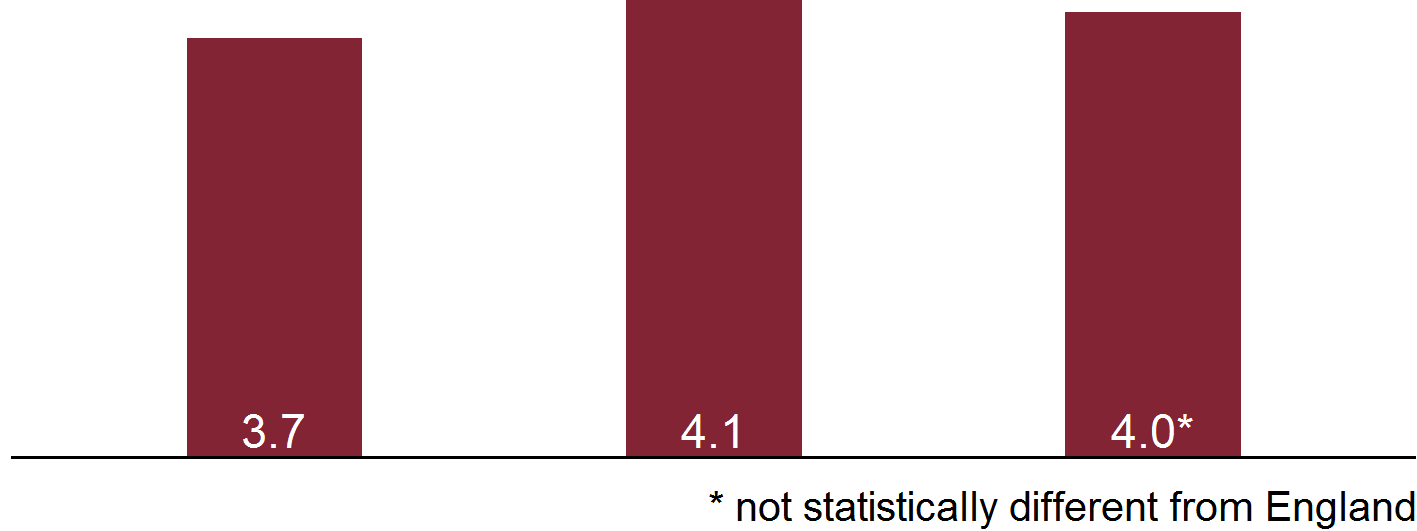 3.7 4.1 4.0*
* not statistically different from England